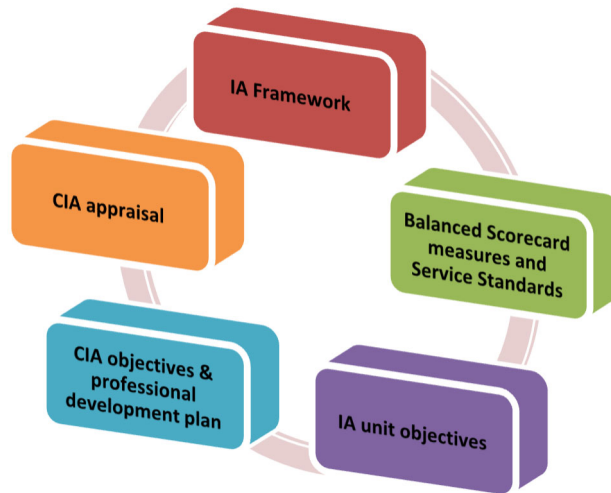 IA Framework
Balanced Scorecard
measures and
Service Standards
IA unit objectives
CIA objectives &
professional
development plan
CIA appraisal